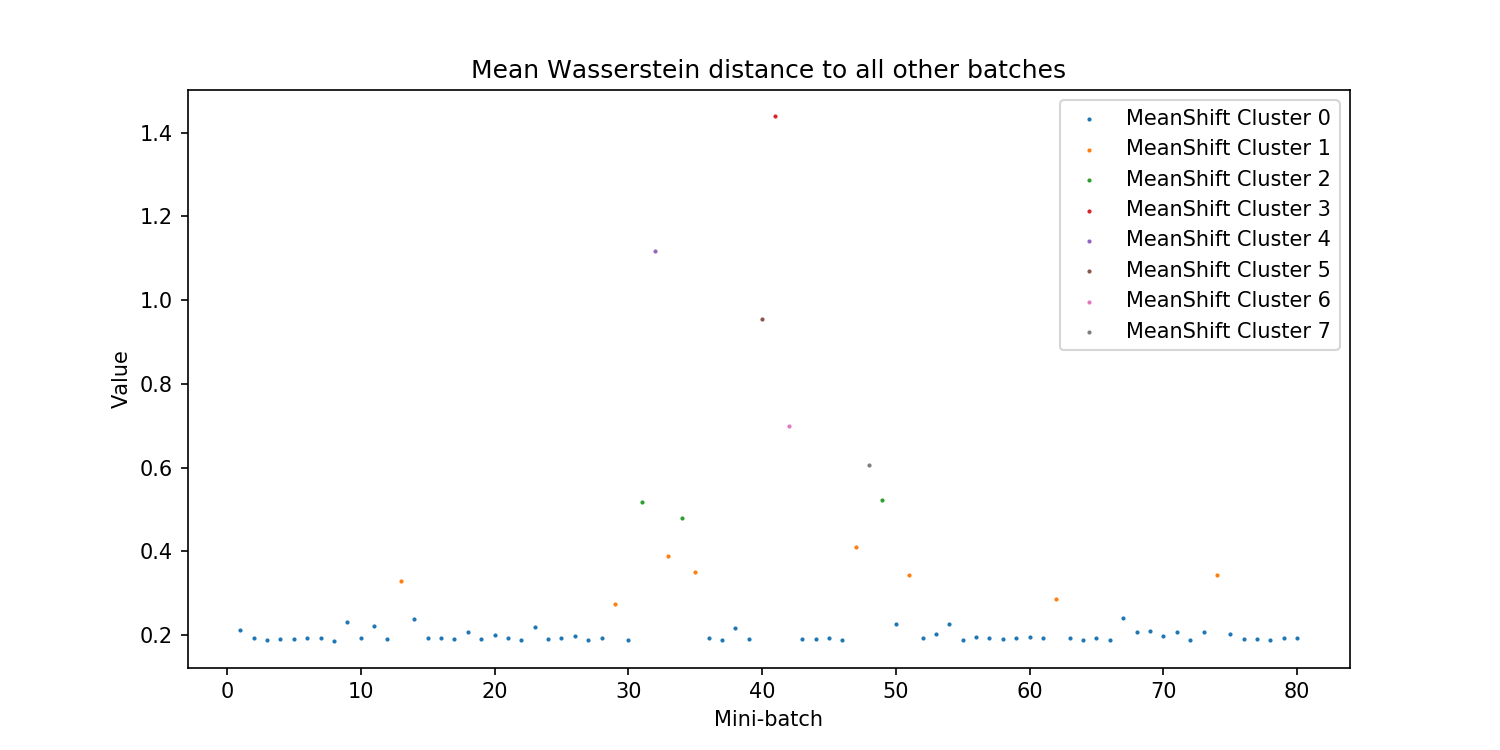 Mean Wasserstein distance to all other batches
MeanShift Cluster 0
MeanShift Cluster 1
MeanShift Cluster 2
MeanShift Cluster 3
MeanShift Cluster 4
MeanShift Cluster 5
MeanShift Cluster 6
MeanShift Cluster 7
1.4
1.2
1.0
0.8
0.6
0.4
0.2
Value
0 10 20 30 40 50 60 70 80
Mini-batch